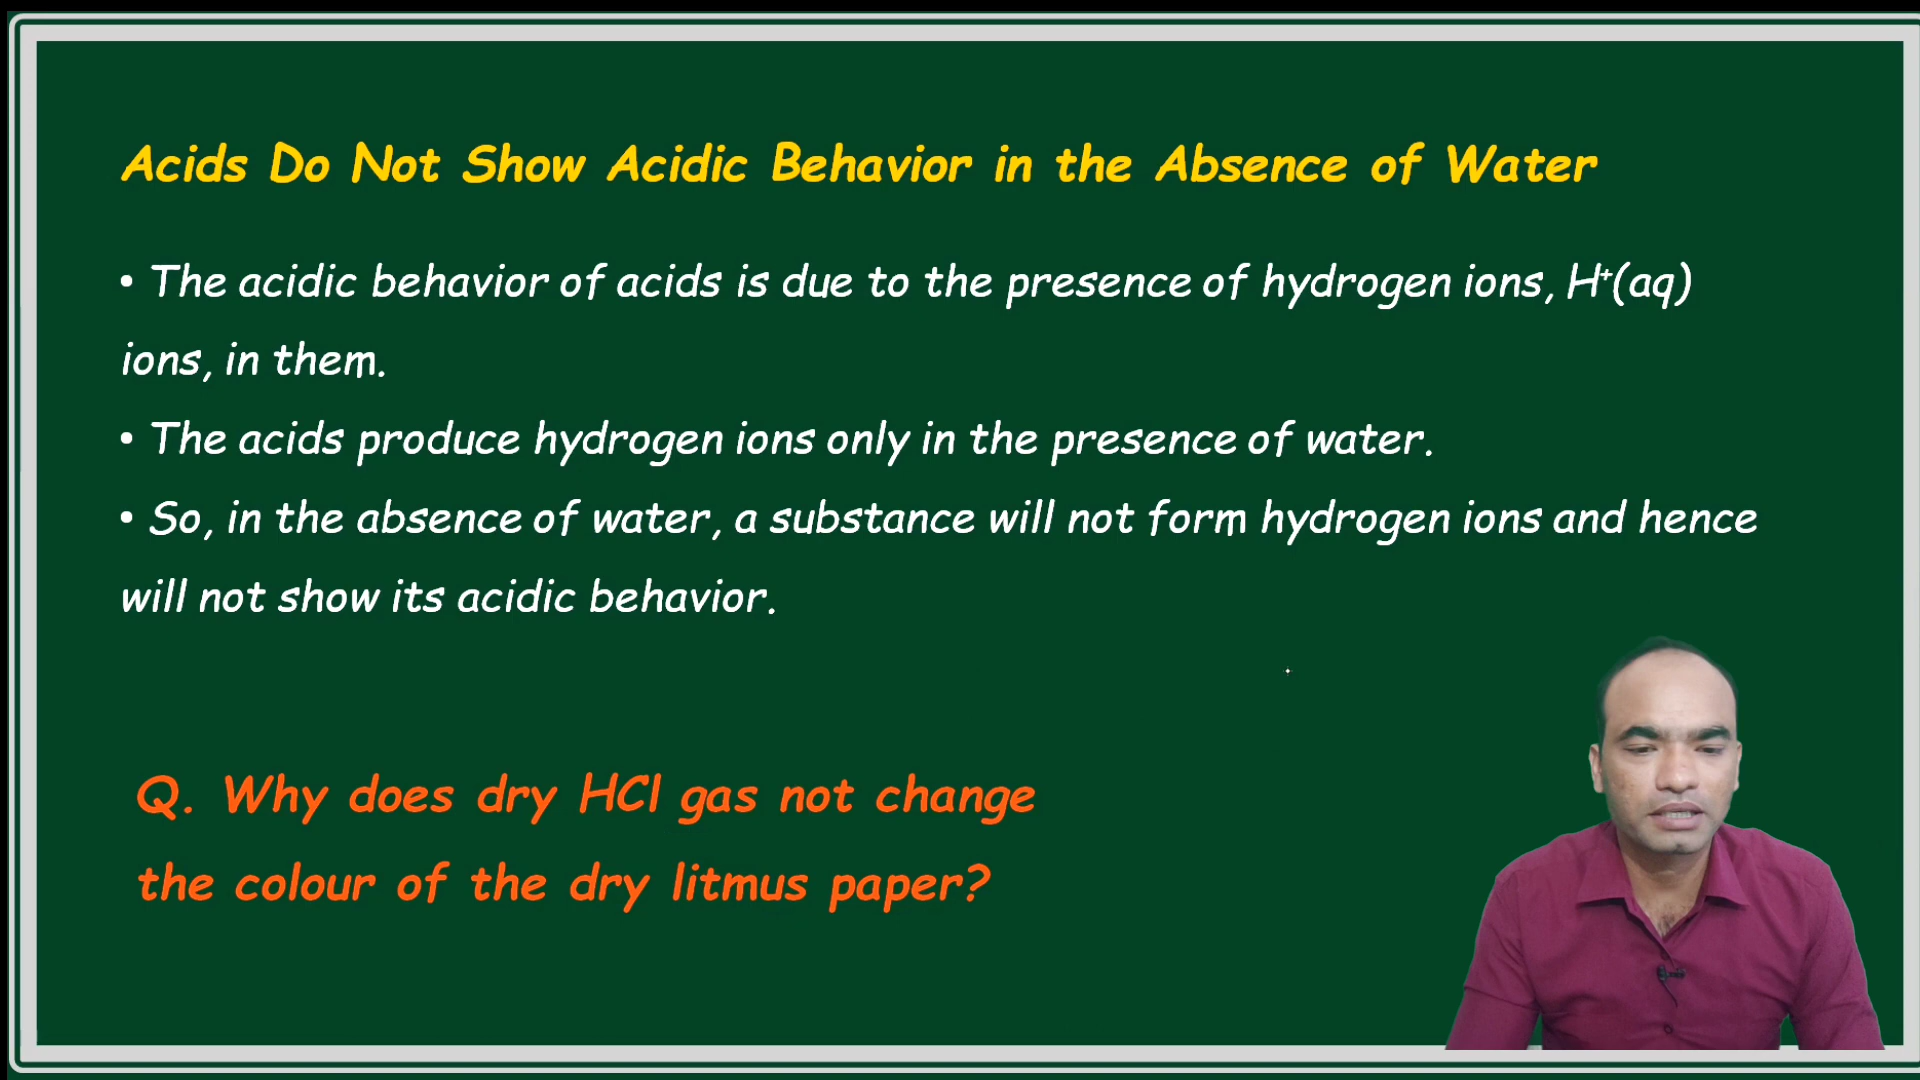 Acids Do Not Show Acidic Behavior in the Absence of Water
• The acidic behavior of acids is due to the presence of hydrogen ions, H⁺(aq)
ions, in them.
• The acids produce hydrogen ions only in the presence of water.
• So, in the absence of water, a substance will not form hydrogen ions and hence
will not show its acidic behavior.
Q. Why does dry HCl gas not change
the colour of the dry litmus paper?